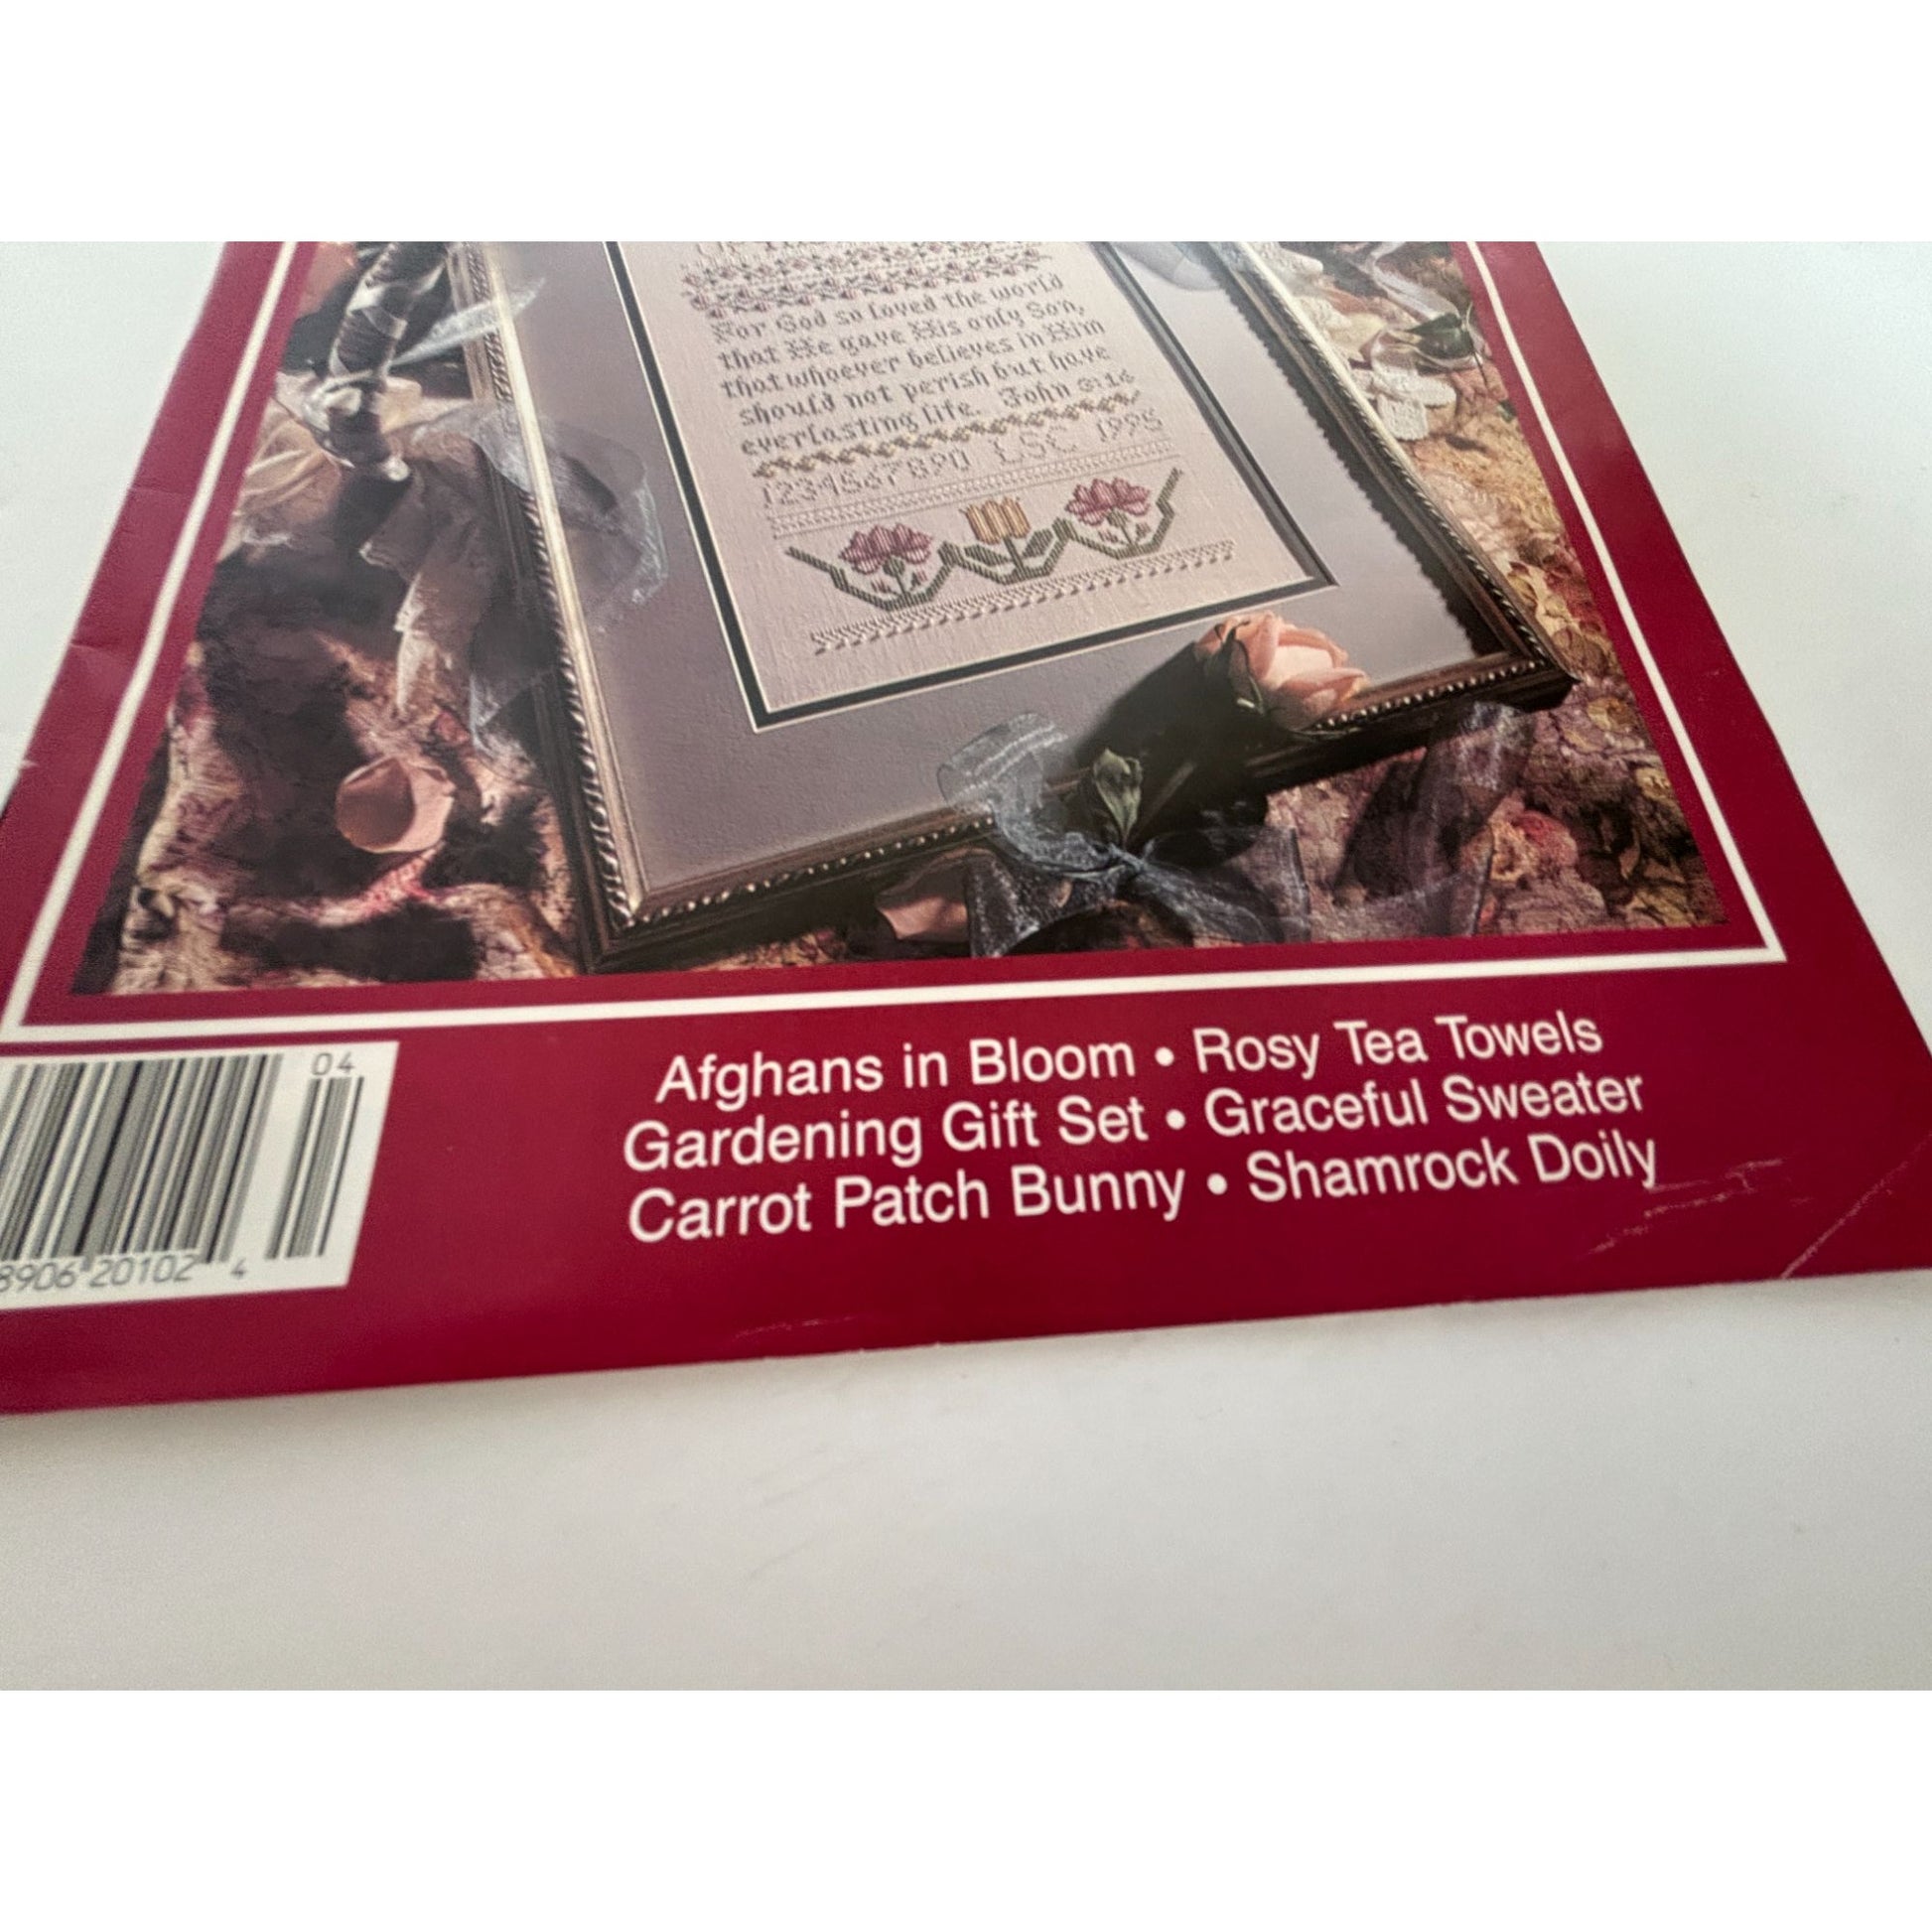 For God so loved the world
that He gave His only Son,
that whoever believes in Him
should not perish but have
everlasting life. John 3:16
1234567890 LSC 1995
04
8906 20102 4
Afghans in Bloom • Rosy Tea Towels
Gardening Gift Set • Graceful Sweater
Carrot Patch Bunny • Shamrock Doily